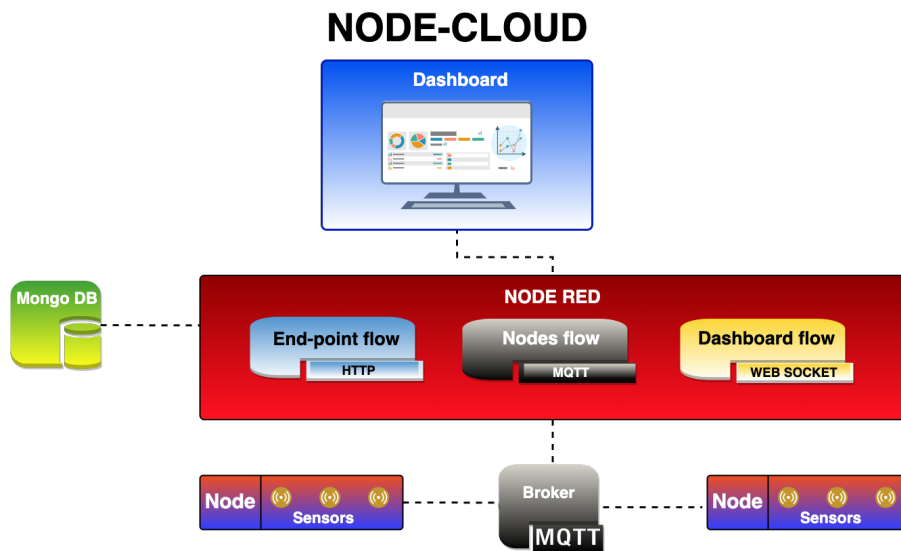 NODE-CLOUD
Dashboard
Mongo DB
NODE RED
End-point flow
HTTP
Nodes flow
MQTT
Dashboard flow
WEB SOCKET
Node
Sensors
Broker
MQTT
Node
Sensors